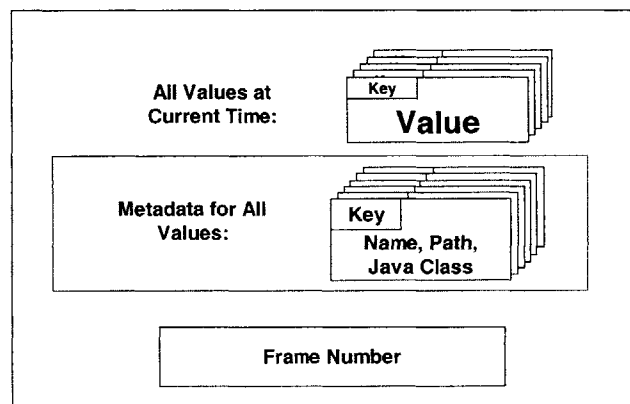 All Values at
Current Time:
Key
Value
Metadata for All
Values:
Key
Name, Path,
Java Class
Frame Number